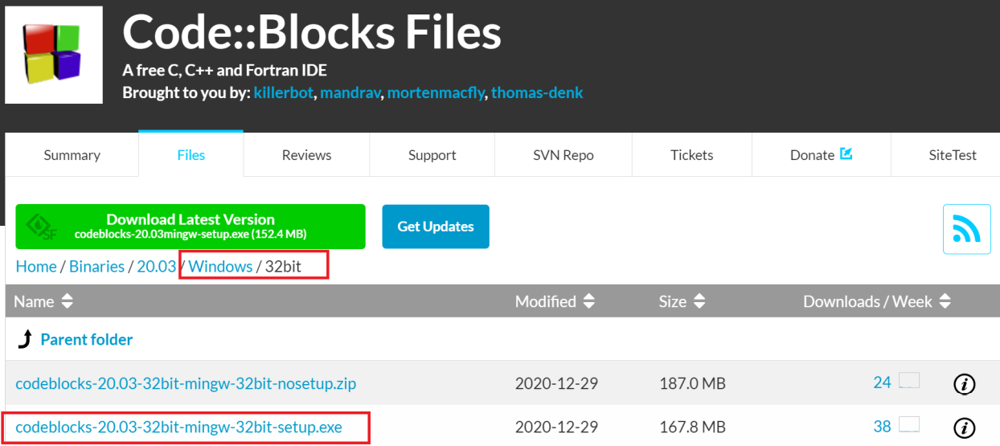 Code::Blocks Files
A free C, C++ and Fortran IDE
Brought to you by: killerbot, mandrav, mortenmacfly, thomas-denk
Summary Files Reviews Support SVN Repo Tickets Donate SiteTest
SF Download Latest Version
codeblocks-20.03mingw-setup.exe (152.4 MB)
Get Updates
Home / Binaries / 20.03 / Windows / 32bit
Name Modified Size Downloads / Week
Parent folder
codeblocks-20.03-32bit-mingw-32bit-nosetup.zip 2020-12-29 187.0 MB 24 i
codeblocks-20.03-32bit-mingw-32bit-setup.exe 2020-12-29 167.8 MB 38 i